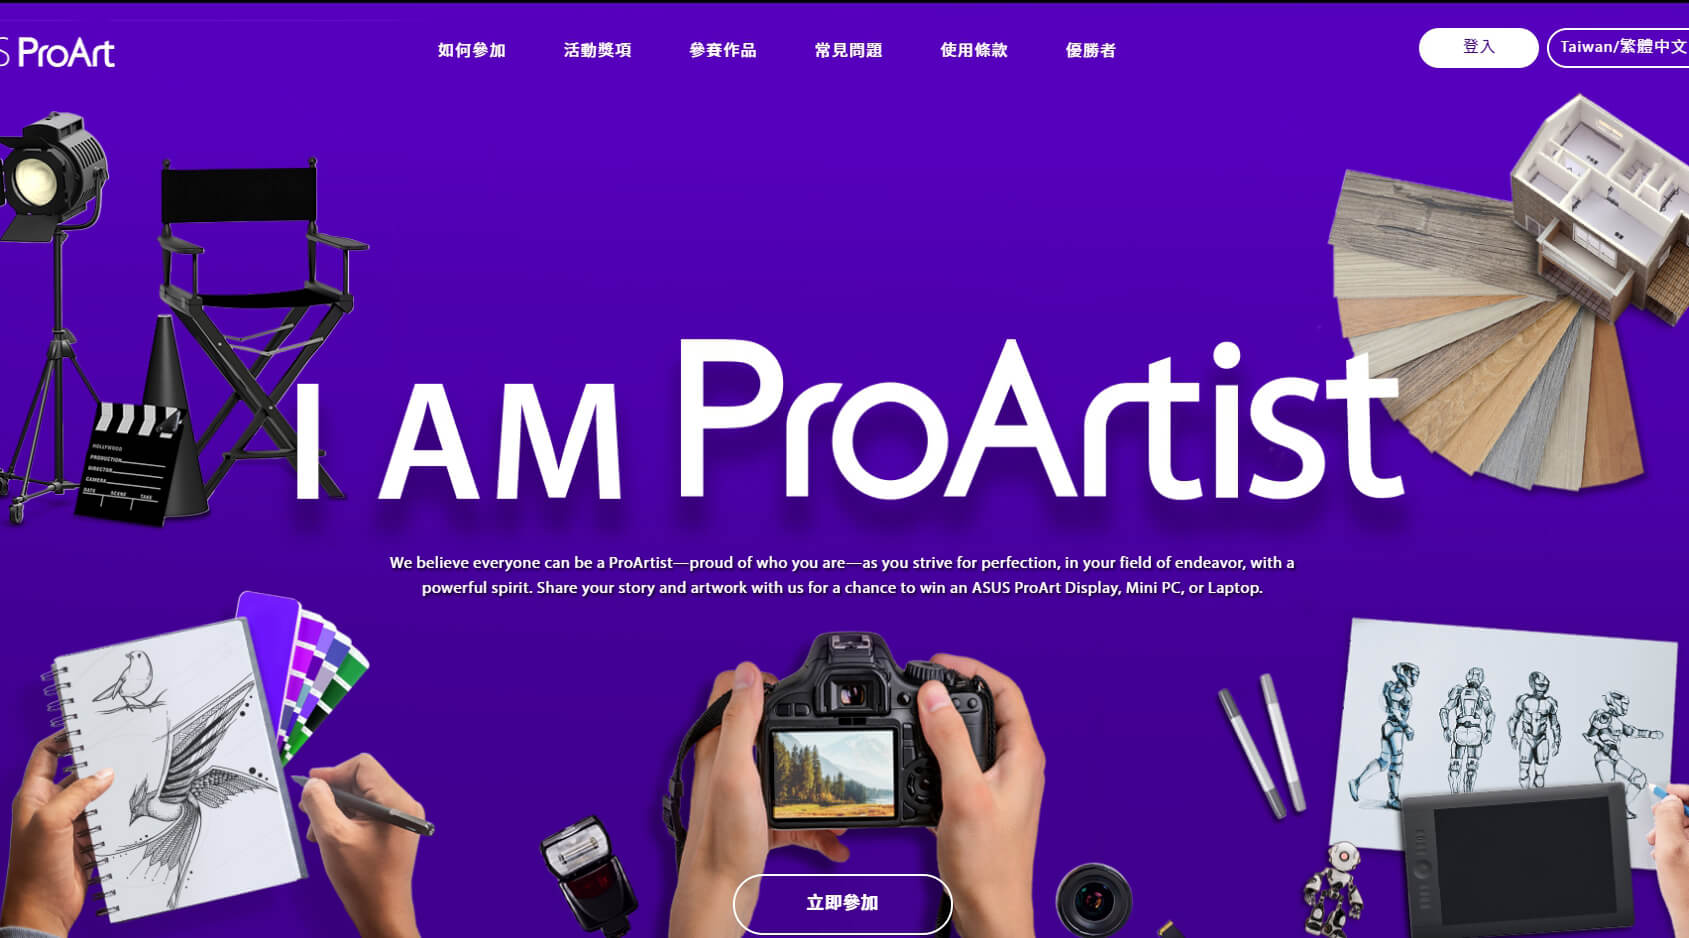 S ProArt
如何參加
活動獎項
參賽作品
常見問題
使用條款
優勝者
登入
Taiwan/繁體中文
I AM ProArtist
We believe everyone can be a ProArtist—proud of who you are—as you strive for perfection, in your field of endeavor, with a
powerful spirit. Share your story and artwork with us for a chance to win an ASUS ProArt Display, Mini PC, or Laptop.
HOLLYWOOD
PRODUCTION
DIRECTOR
CAMERA
DATE SCENE TAKE
立即參加